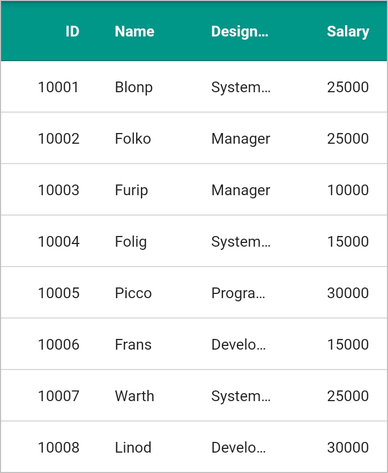 ID Name Design... Salary
10001 Blonp System... 25000
10002 Folko Manager 25000
10003 Furip Manager 10000
10004 Folig System... 15000
10005 Picco Progra... 30000
10006 Frans Develo... 15000
10007 Warth System... 25000
10008 Linod Develo... 30000